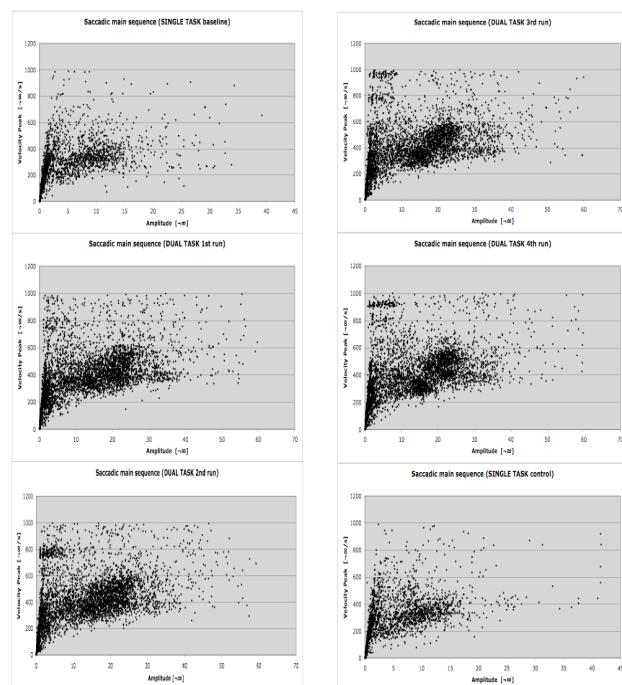 Saccadic main sequence (SINGLE TASK baseline)
Velocity Peak [¬∞/s]
1200
1000
800
600
400
200
0
0 5 10 15 20 25 30 35 40 45
Amplitude [¬∞]
Saccadic main sequence (DUAL TASK 1st run)
Velocity Peak [¬∞/s]
1200
1000
800
600
400
200
0
0 10 20 30 40 50 60 70
Amplitude [¬∞]
Saccadic main sequence (DUAL TASK 2nd run)
Velocity Peak [¬∞/s]
1200
1000
800
600
400
200
0
0 10 20 30 40 50 60 70
Amplitude [¬∞]
Saccadic main sequence (DUAL TASK 3rd run)
Velocity Peak [¬∞/s]
1200
1000
800
600
400
200
0
0 10 20 30 40 50 60 70
Amplitude [¬∞]
Saccadic main sequence (DUAL TASK 4th run)
Velocity Peak [¬∞/s]
1200
1000
800
600
400
200
0
0 10 20 30 40 50 60 70
Amplitude [¬∞]
Saccadic main sequence (SINGLE TASK control)
Velocity Peak [¬∞/s]
1200
1000
800
600
400
200
0
0 5 10 15 20 25 30 35 40 45
Amplitude [¬∞]